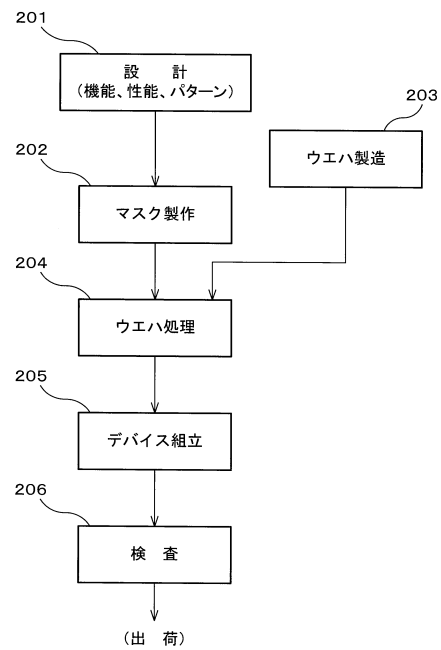 201
設　計
(機能、性能、パターン)
203
ウエハ製造
202
マスク製作
204
ウエハ処理
205
デバイス組立
206
検　査
(出　荷)